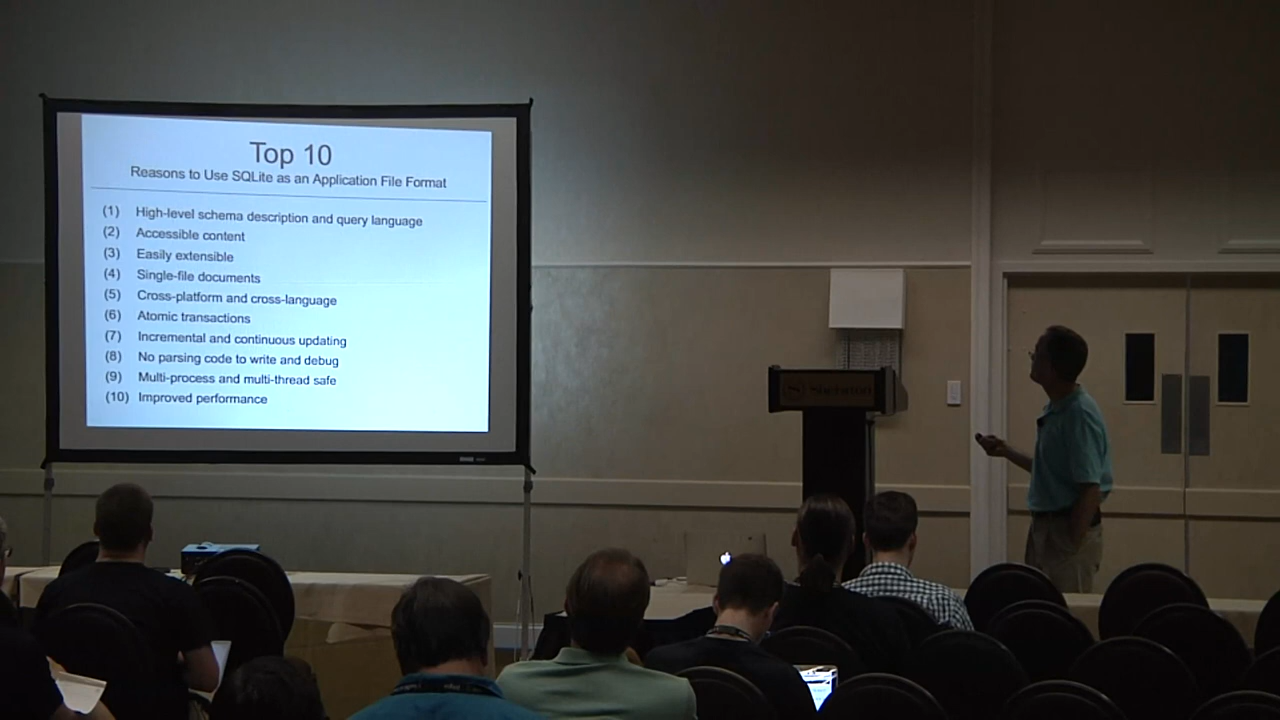 Top 10
Reasons to Use SQLite as an Application File Format
(1) High-level schema description and query language
(2) Accessible content
(3) Easily extensible
(4) Single-file documents
(5) Cross-platform and cross-language
(6) Atomic transactions
(7) Incremental and continuous updating
(8) No parsing code to write and debug
(9) Multi-process and multi-thread safe
(10) Improved performance
Sheraton